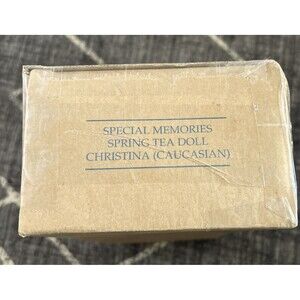 SPECIAL MEMORIES
SPRING TEA DOLL
CHRISTINA (CAUCASIAN)